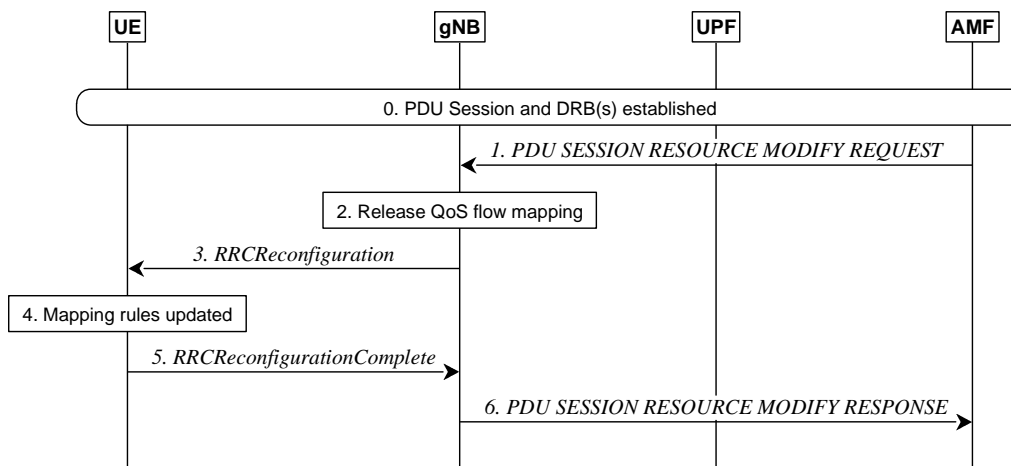 UE gNB UPF AMF
0. PDU Session and DRB(s) established
1. PDU SESSION RESOURCE MODIFY REQUEST
2. Release QoS flow mapping
3. RRCReconfiguration
4. Mapping rules updated
5. RRCReconfigurationComplete
6. PDU SESSION RESOURCE MODIFY RESPONSE